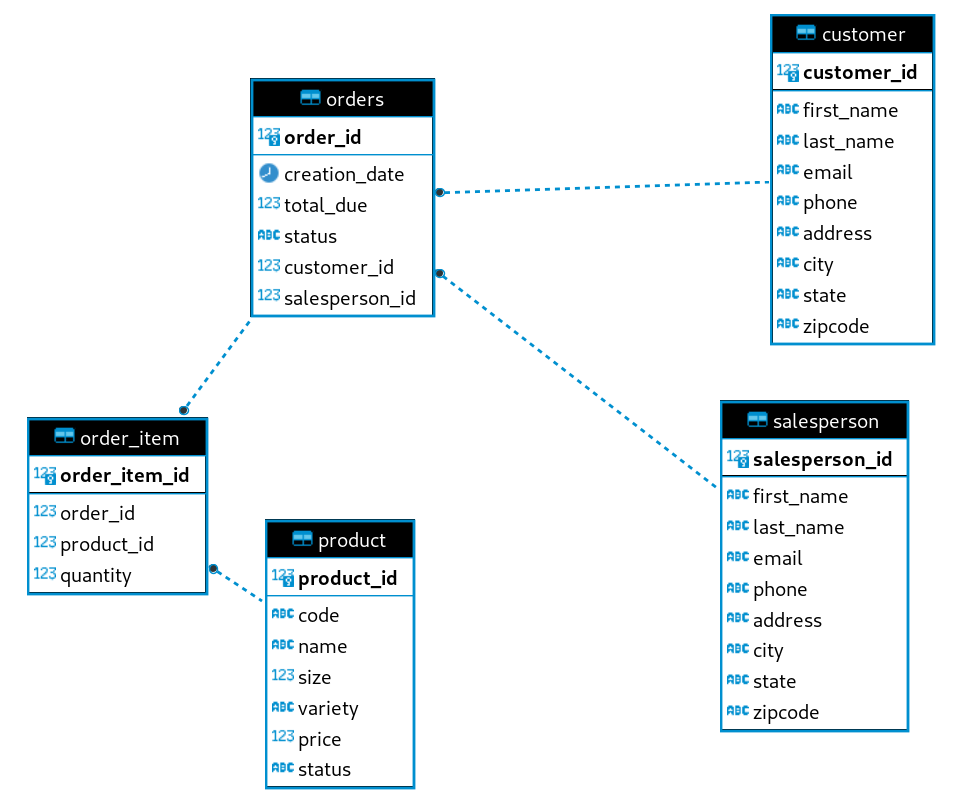 customer
123 customer_id
ABC first_name
ABC last_name
ABC email
ABC phone
ABC address
ABC city
ABC state
ABC zipcode
orders
123 order_id
creation_date
123 total_due
ABC status
123 customer_id
123 salesperson_id
salesperson
123 salesperson_id
ABC first_name
ABC last_name
ABC email
ABC phone
ABC address
ABC city
ABC state
ABC zipcode
order_item
123 order_item_id
123 order_id
123 product_id
123 quantity
product
123 product_id
ABC code
ABC name
123 size
ABC variety
123 price
ABC status